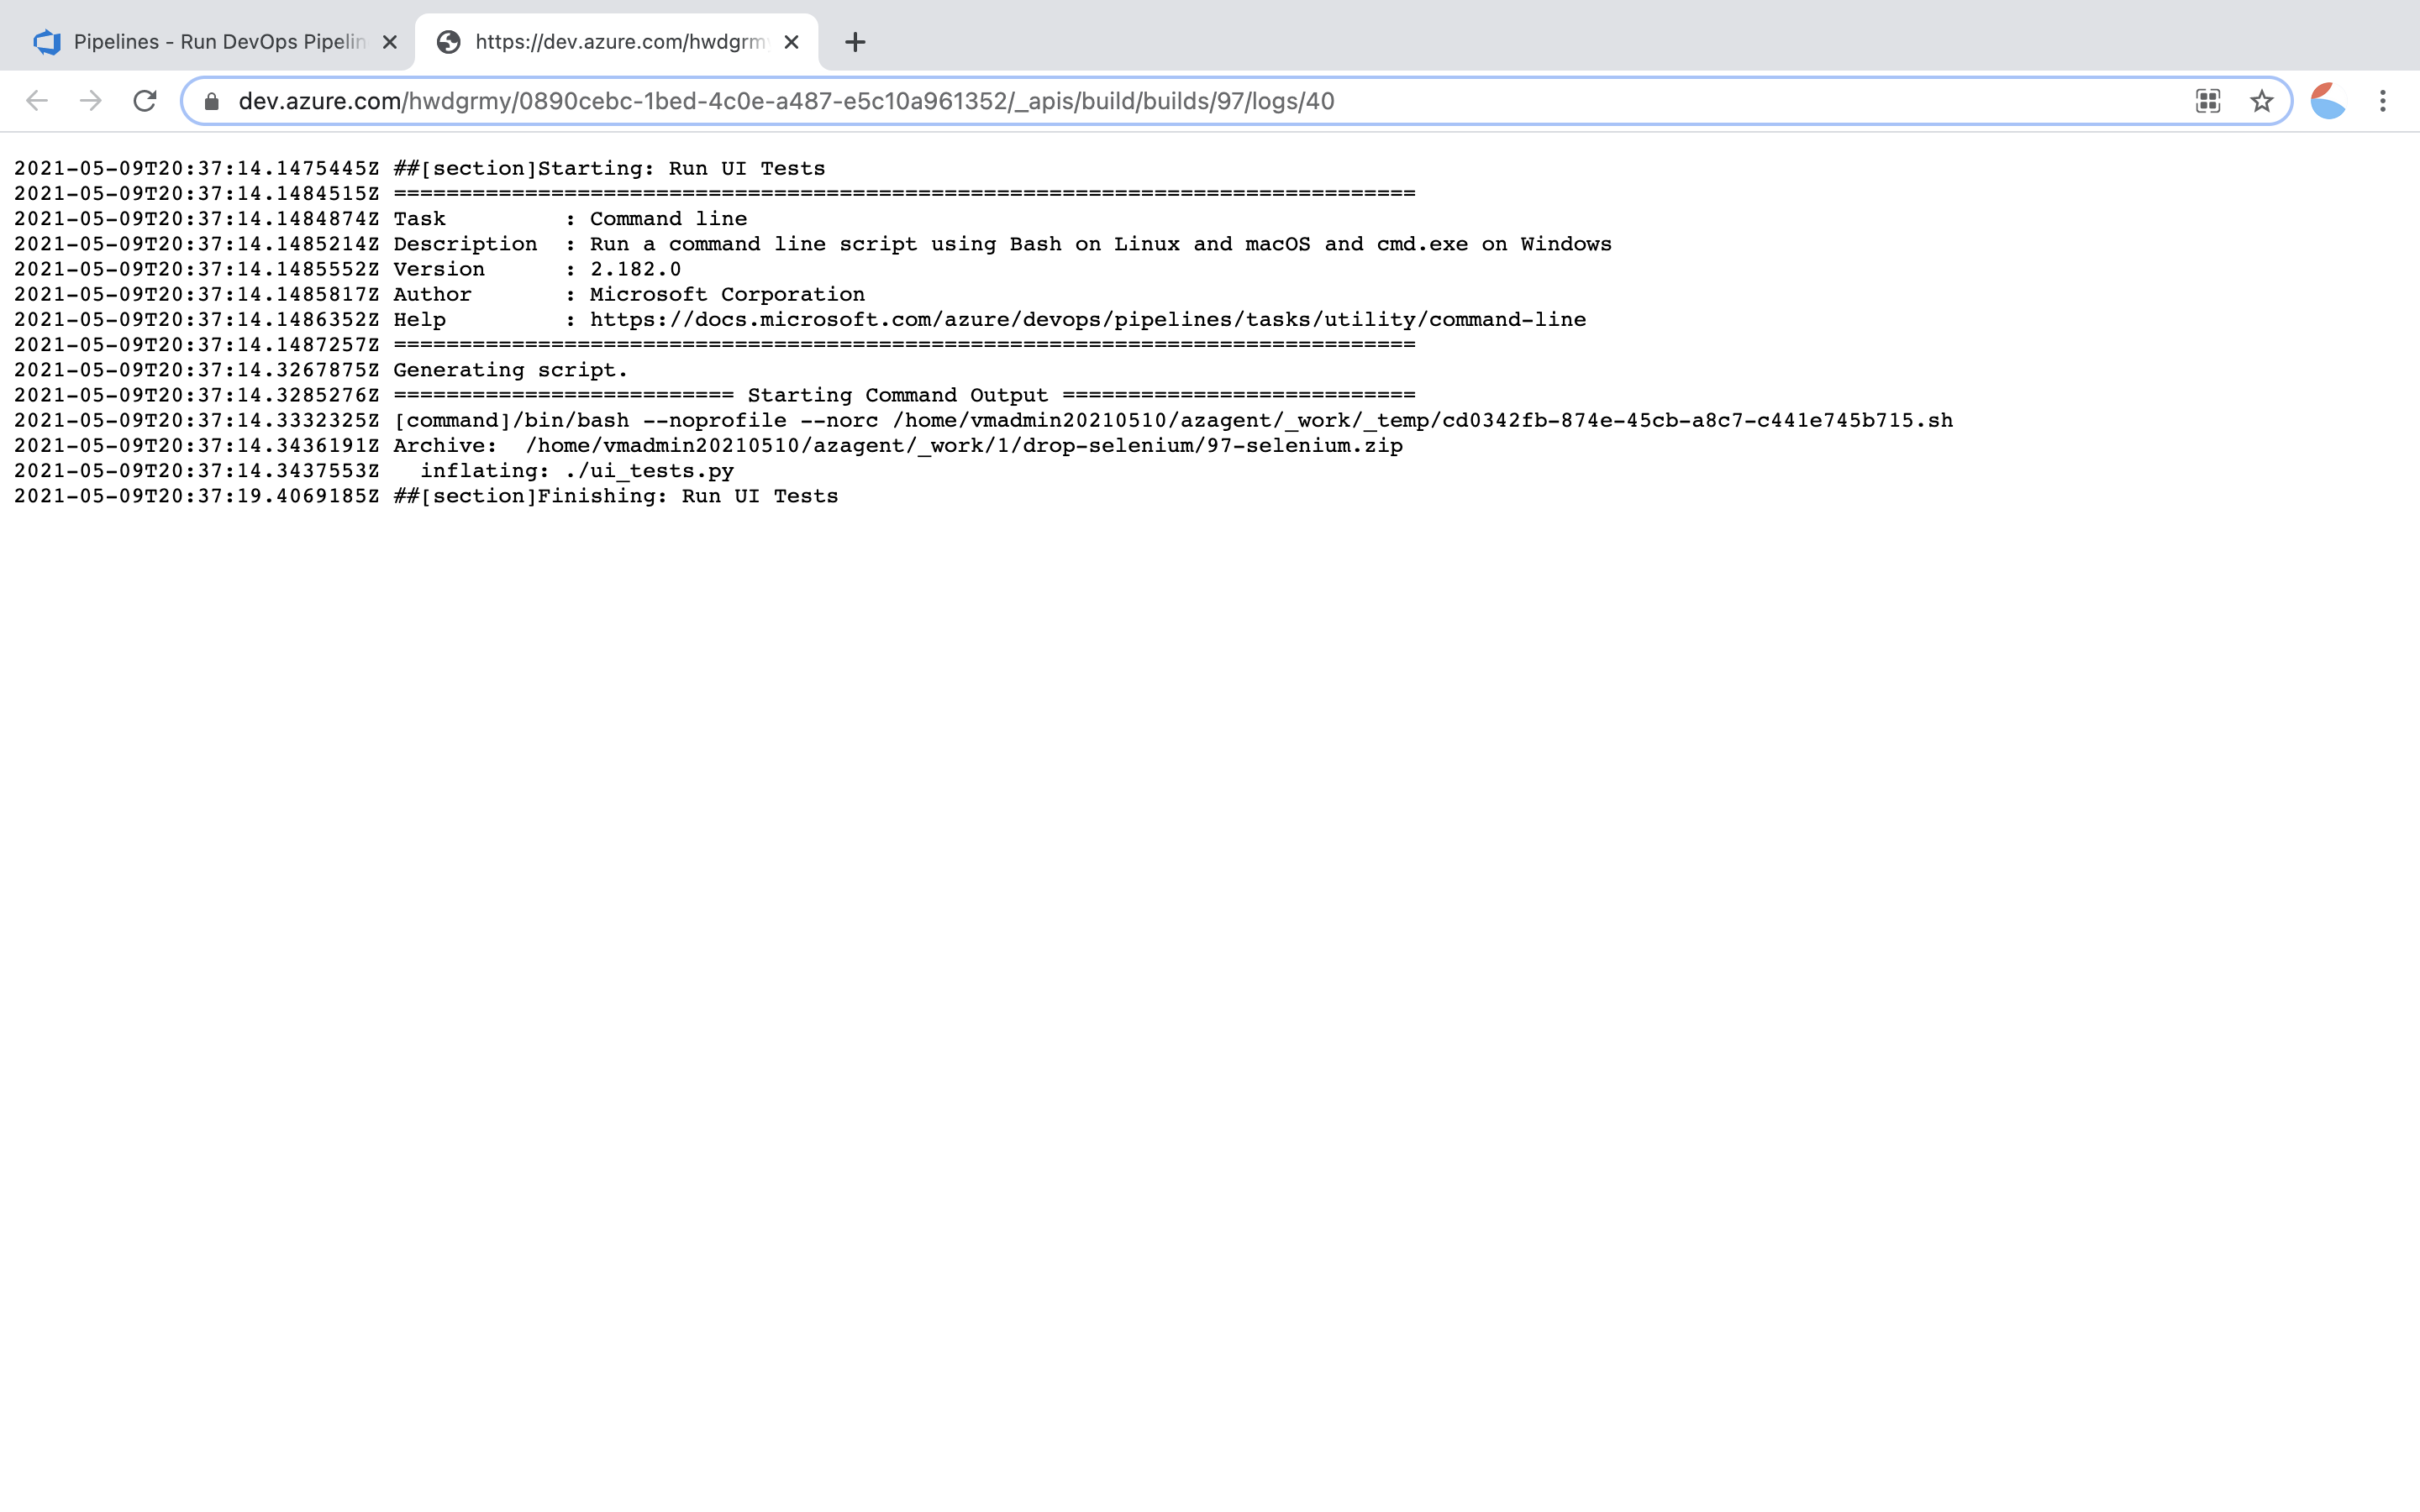 Pipelines - Run DevOps Pipelin
https://dev.azure.com/hwdgrm
dev.azure.com/hwdgrmy/0890cebc-1bed-4c0e-a487-e5c10a961352/_apis/build/builds/97/logs/40
2021-05-09T20:37:14.1475445Z ##[section]Starting: Run UI Tests
2021-05-09T20:37:14.1484515Z ==============================================================================
2021-05-09T20:37:14.1484874Z Task         : Command line
2021-05-09T20:37:14.1485214Z Description  : Run a command line script using Bash on Linux and macOS and cmd.exe on Windows
2021-05-09T20:37:14.1485552Z Version      : 2.182.0
2021-05-09T20:37:14.1485817Z Author       : Microsoft Corporation
2021-05-09T20:37:14.1486352Z Help         : https://docs.microsoft.com/azure/devops/pipelines/tasks/utility/command-line
2021-05-09T20:37:14.1487257Z ==============================================================================
2021-05-09T20:37:14.3267875Z Generating script.
2021-05-09T20:37:14.3285276Z ========================== Starting Command Output ===========================
2021-05-09T20:37:14.3332325Z [command]/bin/bash --noprofile --norc /home/vmadmin20210510/azagent/_work/_temp/cd0342fb-874e-45cb-a8c7-c441e745b715.sh
2021-05-09T20:37:14.3436191Z Archive:  /home/vmadmin20210510/azagent/_work/1/drop-selenium/97-selenium.zip
2021-05-09T20:37:14.3437553Z   inflating: ./ui_tests.py
2021-05-09T20:37:19.4069185Z ##[section]Finishing: Run UI Tests